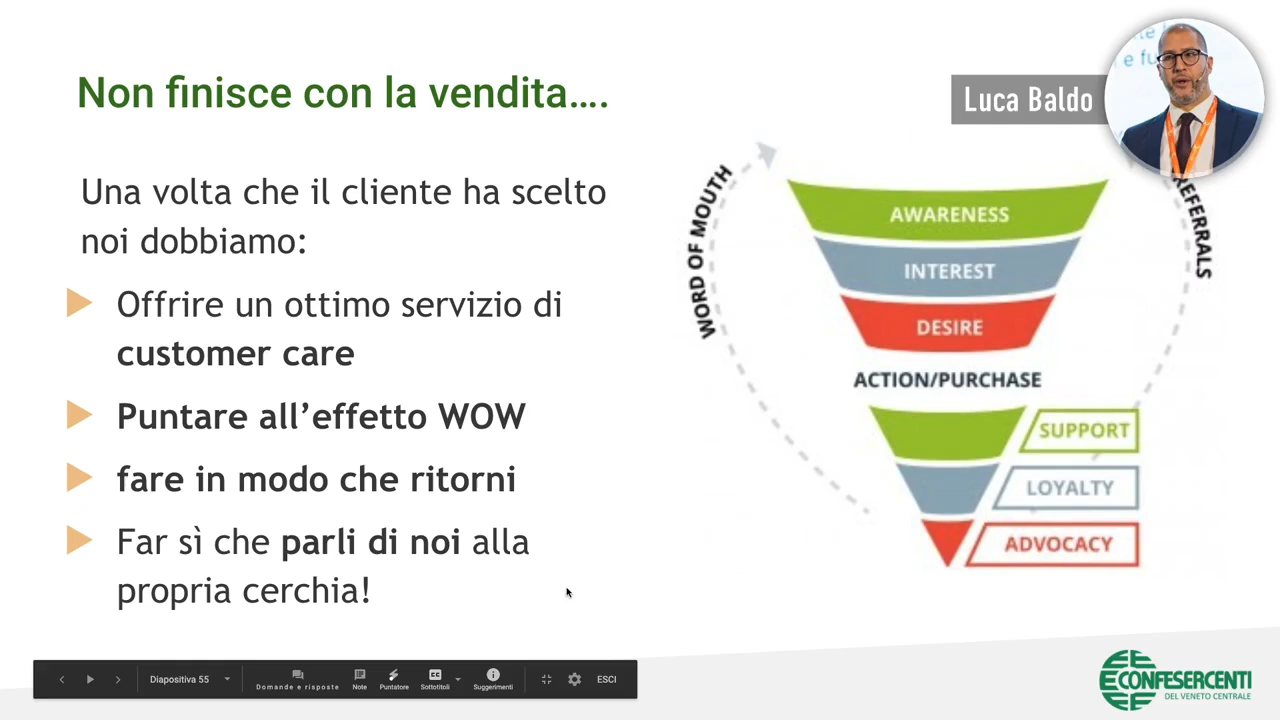 Non finisce con la vendita....
Luca Baldo
Una volta che il cliente ha scelto
noi dobbiamo:
Offrire un ottimo servizio di
customer care
Puntare all’effetto WOW
fare in modo che ritorni
Far sì che parli di noi alla
propria cerchia!
WORD OF MOUTH
REFERRALS
AWARENESS
INTEREST
DESIRE
ACTION/PURCHASE
SUPPORT
LOYALTY
ADVOCACY
Diapositiva 55
Domande e risposte
Note
Puntatore
Sottotitoli
Suggerimenti
ESCI
CONFESERCENTI
DEL VENETO CENTRALE